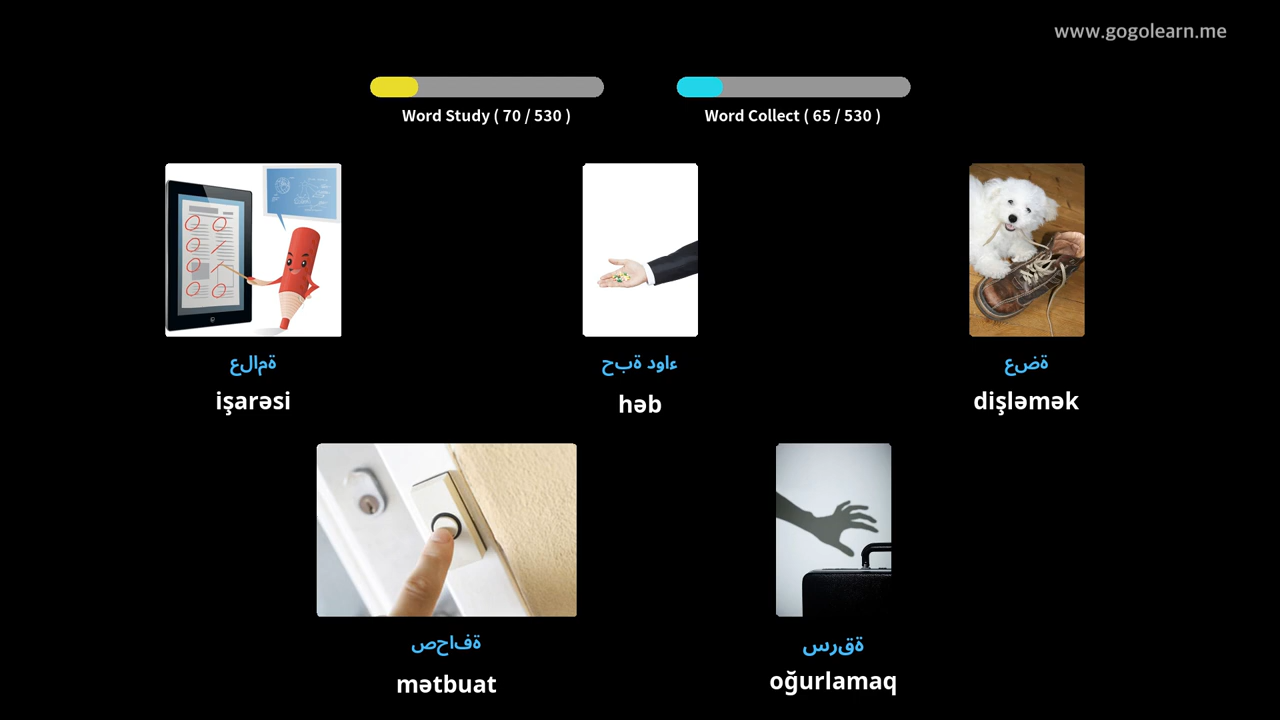 www.gogolearn.me
Word Study ( 70 / 530 )
Word Collect ( 65 / 530 )
علامة
işarəsi
حبة دواء
həb
عضة
dişləmək
صحافة
mətbuat
سرقة
oğurlamaq